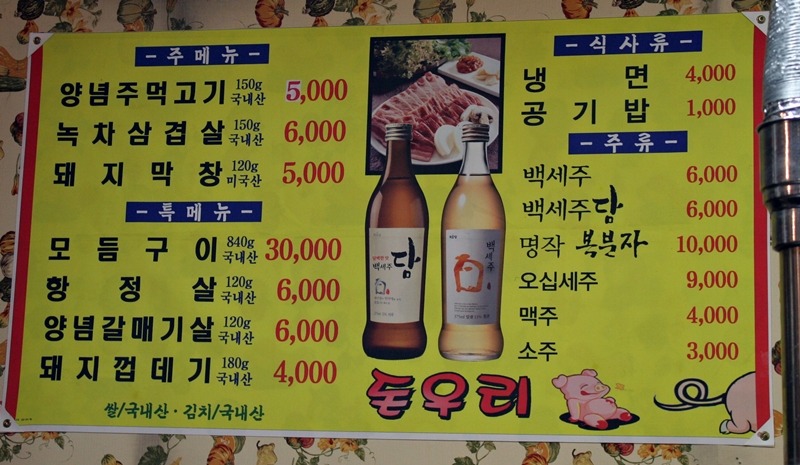 -주메뉴-
양념주먹고기 150g 국내산 5,000
녹차삼겹살 150g 국내산 6,000
돼지막창 120g 미국산 5,000
-특메뉴-
모듬구이 840g 국내산 30,000
항정살 120g 국내산 6,000
양념갈매기살 120g 국내산 6,000
돼지껍데기 180g 국내산 4,000
쌀/국내산·김치/국내산
백세주 담
백세주
돈우리
-식사류-
냉면 4,000
공기밥 1,000
-주류-
백세주 6,000
백세주담 6,000
명작 복분자 10,000
오십세주 9,000
맥주 4,000
소주 3,000